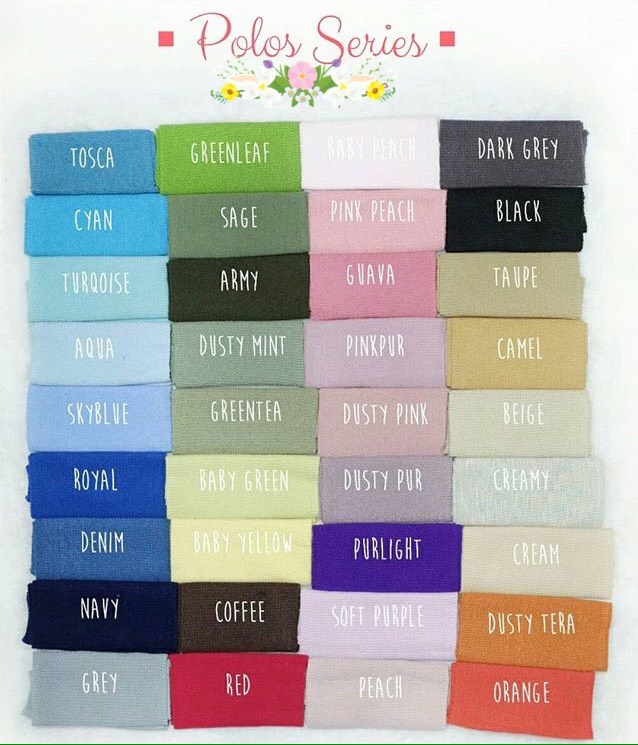 Polos Series
TOSCA GREENLEAF BABY PEACH DARK GREY
CYAN SAGE PINK PEACH BLACK
TURQOISE ARMY GUAVA TAUPE
AQUA DUSTY MINT PINKPUR CAMEL
SKYBLUE GREENTEA DUSTY PINK BEIGE
ROYAL BABY GREEN DUSTY PUR CREAMY
DENIM BABY YELLOW PURLIGHT CREAM
NAVY COFFEE SOFT PURPLE DUSTY TERA
GREY RED PEACH ORANGE